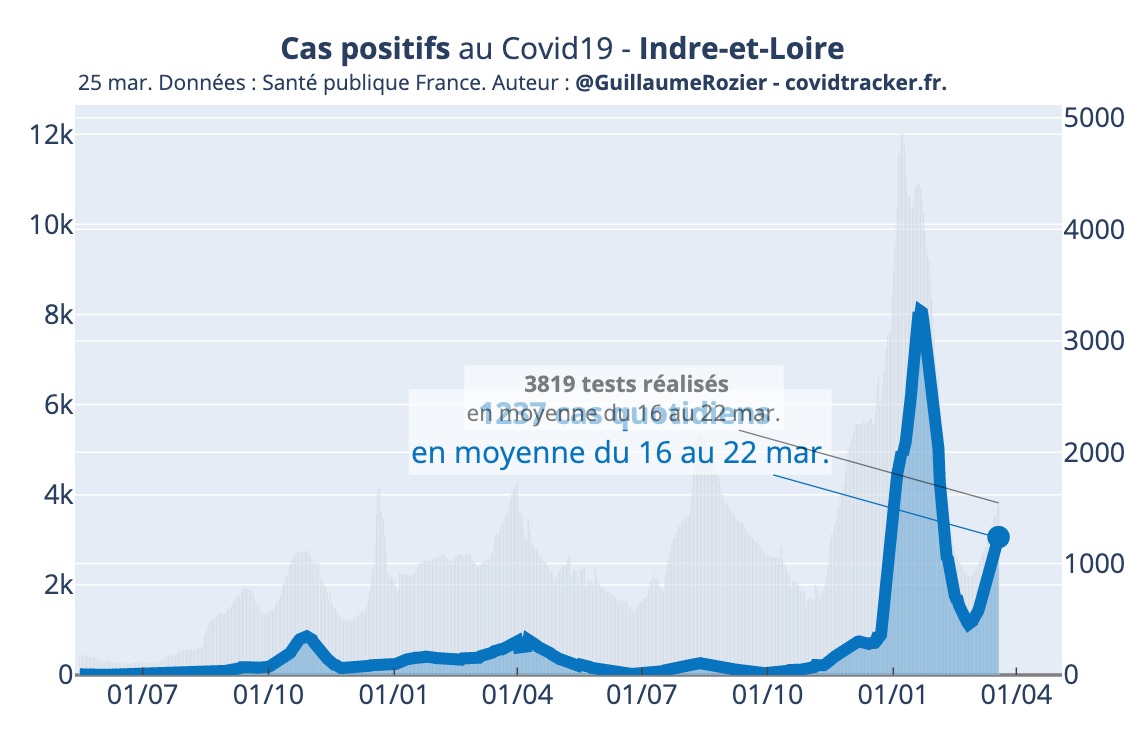 Cas positifs au Covid19 - Indre-et-Loire
25 mar. Données : Santé publique France. Auteur : @GuillaumeRozier - covidtracker.fr.
12k
10k
8k
6k
4k
2k
0
5000
4000
3000
2000
1000
0
3819 tests réalisés
en moyenne du 16 au 22 mar.
1237 cas quotidiens
en moyenne du 16 au 22 mar.
01/07 01/10 01/01 01/04 01/07 01/10 01/01 01/04